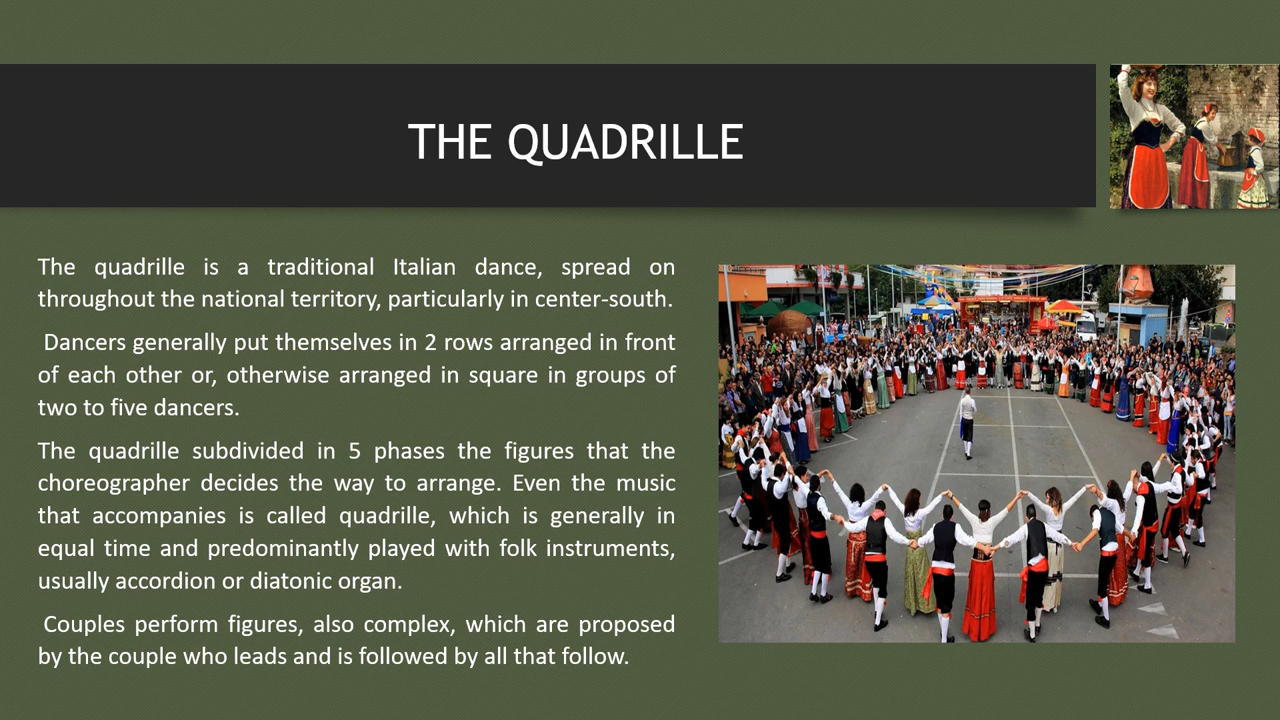 THE QUADRILLE
The quadrille is a traditional Italian dance, spread on
throughout the national territory, particularly in center-south.
Dancers generally put themselves in 2 rows arranged in front
of each other or, otherwise arranged in square in groups of
two to five dancers.
The quadrille subdivided in 5 phases the figures that the
choreographer decides the way to arrange. Even the music
that accompanies is called quadrille, which is generally in
equal time and predominantly played with folk instruments,
usually accordion or diatonic organ.
Couples perform figures, also complex, which are proposed
by the couple who leads and is followed by all that follow.